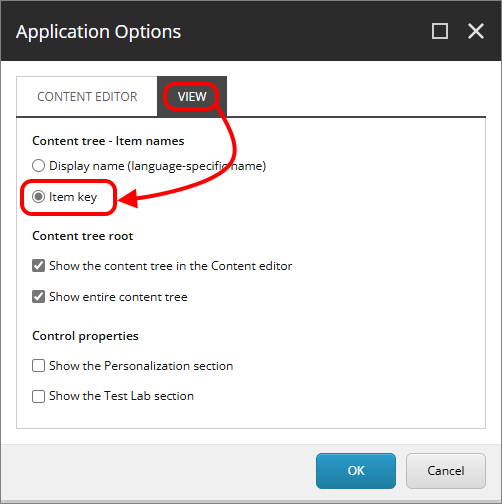 Application Options
CONTENT EDITOR
VIEW
Content tree - Item names
Display name (language-specific name)
Item key
Content tree root
Show the content tree in the Content editor
Show entire content tree
Control properties
Show the Personalization section
Show the Test Lab section
OK
Cancel